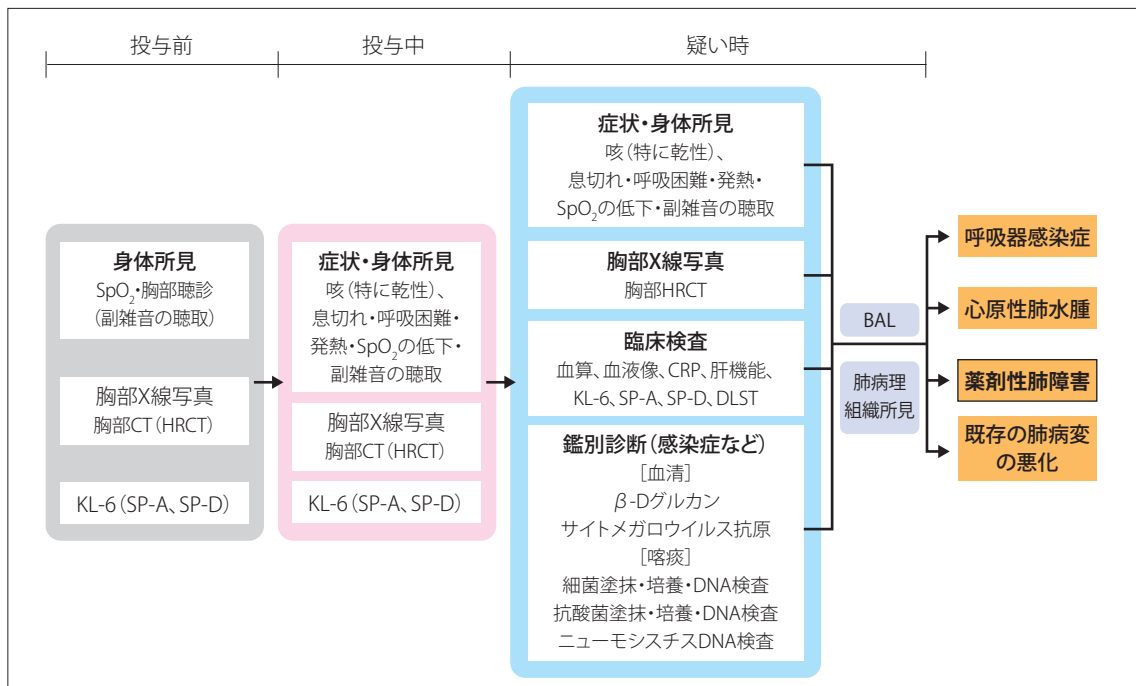 投与前
投与中
疑い時
身体所見
SpO₂・胸部聴診
(副雑音の聴取)
胸部X線写真
胸部CT(HRCT)
KL-6(SP-A、SP-D)
症状・身体所見
咳(特に乾性)、
息切れ・呼吸困難・
発熱・SpO₂の低下・
副雑音の聴取
胸部X線写真
胸部CT(HRCT)
KL-6(SP-A、SP-D)
症状・身体所見
咳(特に乾性)、
息切れ・呼吸困難・発熱・
SpO₂の低下・副雑音の聴取
胸部X線写真
胸部HRCT
臨床検査
血算、血液像、CRP、肝機能、
KL-6、SP-A、SP-D、DLST
鑑別診断(感染症など)
[血清]
β-Dグルカン
サイトメガロウイルス抗原
[喀痰]
細菌塗抹・培養・DNA検査
抗酸菌塗抹・培養・DNA検査
ニューモシスチスDNA検査
BAL
肺病理
組織所見
呼吸器感染症
心原性肺水腫
薬剤性肺障害
既存の肺病変
の悪化